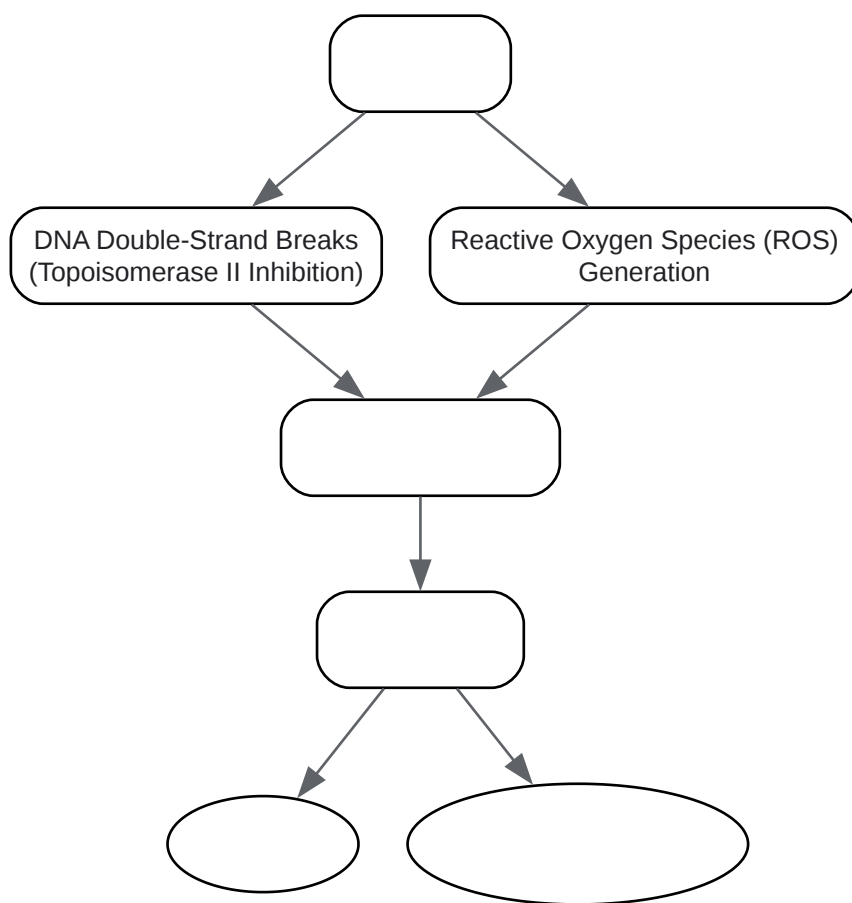 DNA Double-Strand Breaks
(Topoisomerase II Inhibition)
Reactive Oxygen Species (ROS)
Generation